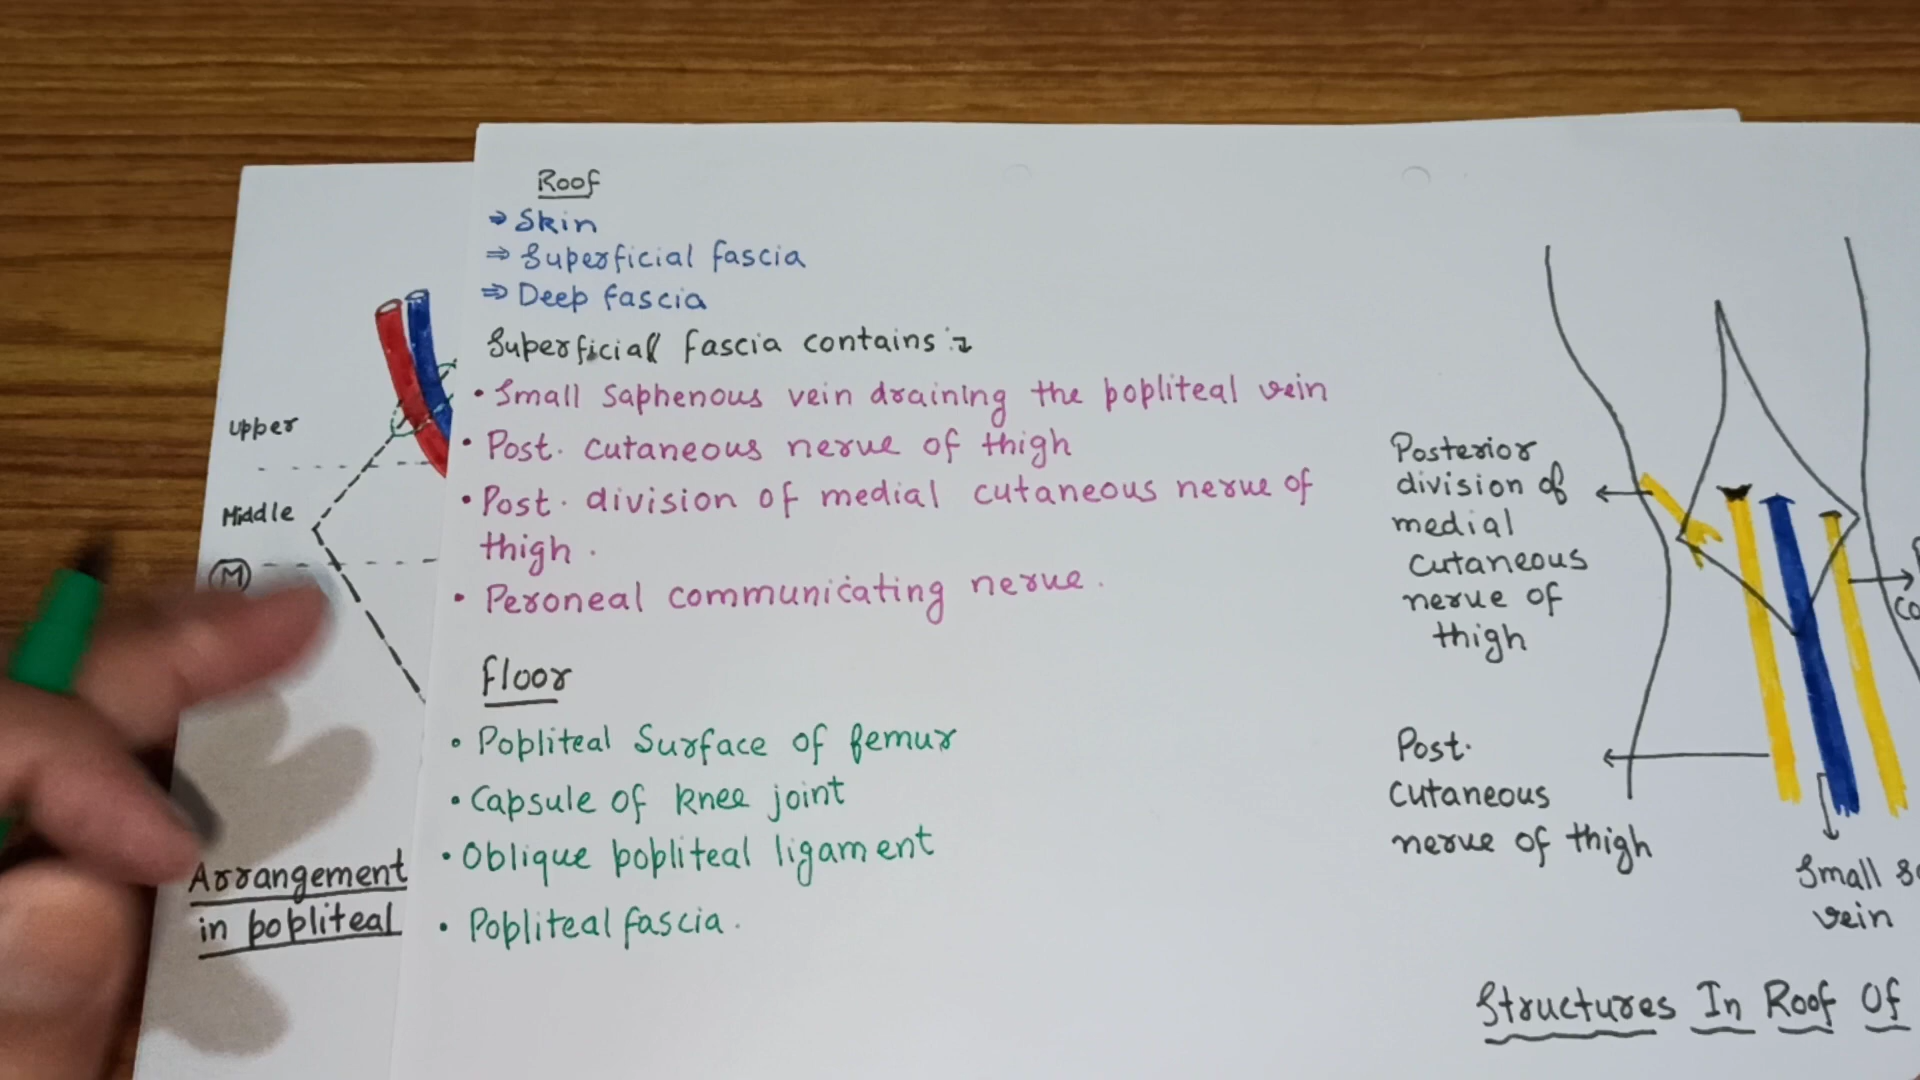 Roof
⇒ Skin
⇒ Superficial fascia
⇒ Deep fascia
Superficial fascia contains :
• Small saphenous vein draining the popliteal vein
• Post. cutaneous nerve of thigh
• Post. division of medial cutaneous nerve of
thigh.
• Peroneal communicating nerve.
Floor
• Popliteal Surface of femur
• Capsule of knee joint
• Oblique popliteal ligament
• Popliteal fascia.
Upper
Middle
M
Arrangement
in popliteal
Posterior
division of
medial
cutaneous
nerve of
thigh
Post.
Cutaneous
nerve of thigh
Small
vein
Structures In Roof Of